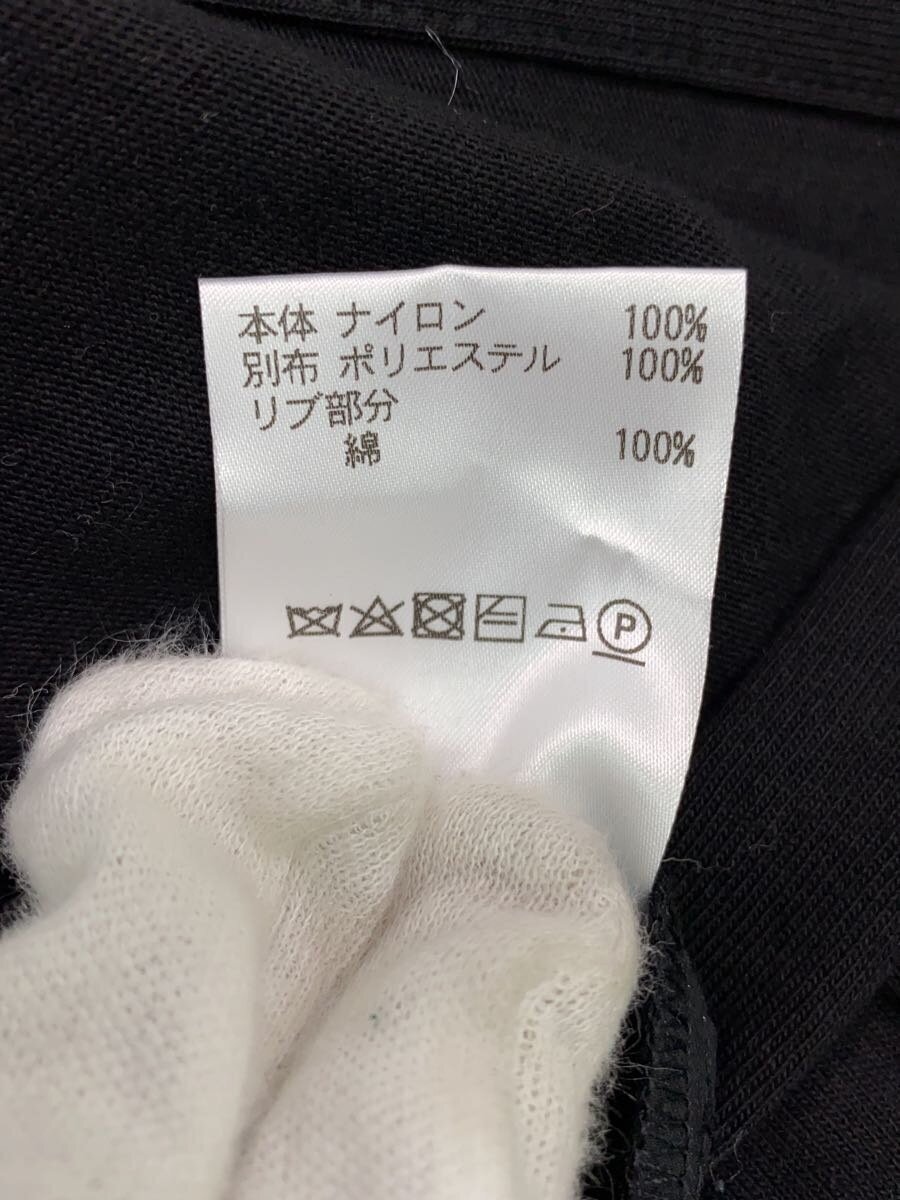 本体 ナイロン 100%
別布 ポリエステル 100%
リブ部分
綿 100%
P